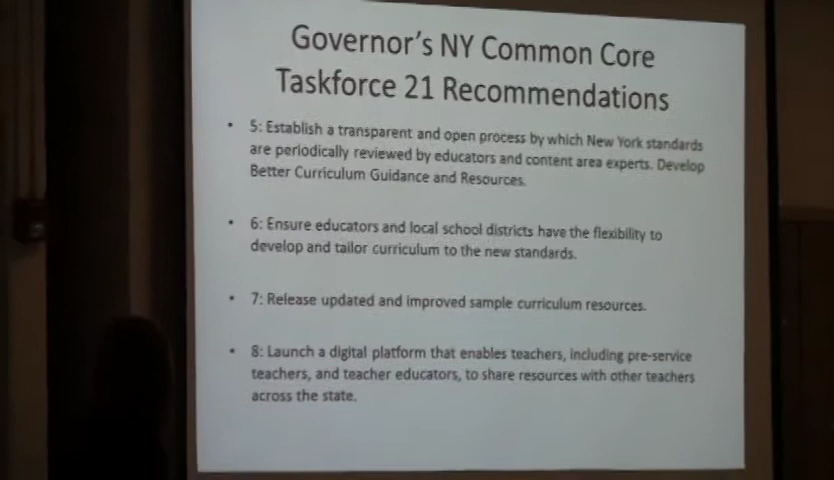 Governor's NY Common Core
Taskforce 21 Recommendations
• 5: Establish a transparent and open process by which New York standards
are periodically reviewed by educators and content area experts. Develop
Better Curriculum Guidance and Resources.
• 6: Ensure educators and local school districts have the flexibility to
develop and tailor curriculum to the new standards.
• 7: Release updated and improved sample curriculum resources.
• 8: Launch a digital platform that enables teachers, including pre-service
teachers, and teacher educators, to share resources with other teachers
across the state.